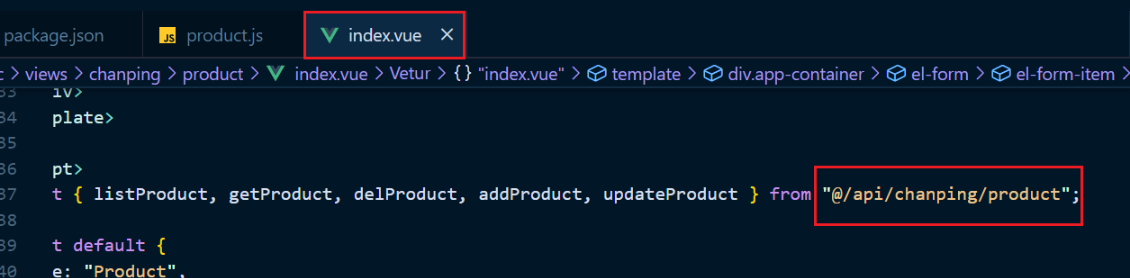 package.json JS product.js index.vue ×
c > views > chanping > product > index.vue > Vetur > {} "index.vue" > template > div.app-container > el-form > el-form-item >
33 iv>
34 plate>
35
36 pt>
37 t { listProduct, getProduct, delProduct, addProduct, updateProduct } from "@/api/chanping/product";
38
39 t default {
40 e: "Product",